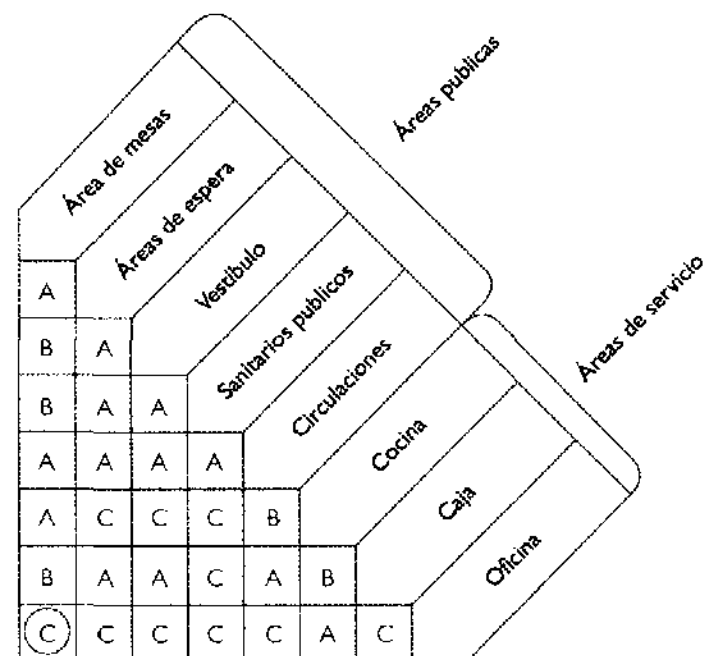 Áreas publicas
Áreas de servicio
Área de mesas
Áreas de espera
Vestíbulo
Sanitarios publicos
Circulaciones
Cocina
Caja
Oficina
A
B A
B A A
A A A A
A C C C B
B A A C A B
C C C C C A C